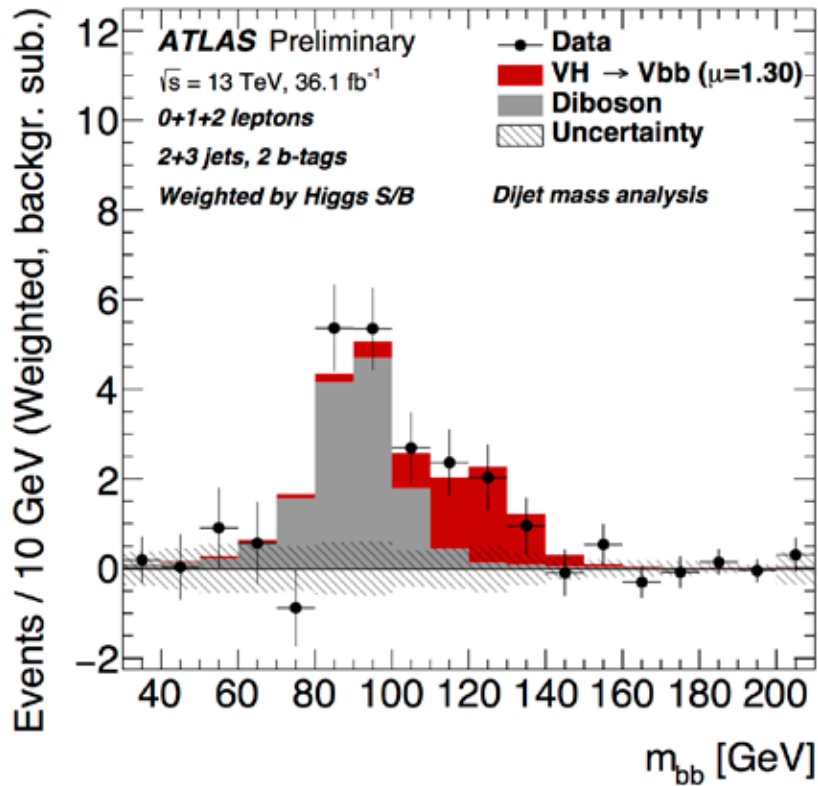 ATLAS Preliminary
√s = 13 TeV, 36.1 fb⁻¹
0+1+2 leptons
2+3 jets, 2 b-tags
Weighted by Higgs S/B
Data
VH → Vbb (μ=1.30)
Diboson
Uncertainty
Dijet mass analysis
Events / 10 GeV (Weighted, backgr. sub.)
12
10
8
6
4
2
0
−2
40 60 80 100 120 140 160 180 200
m_bb [GeV]